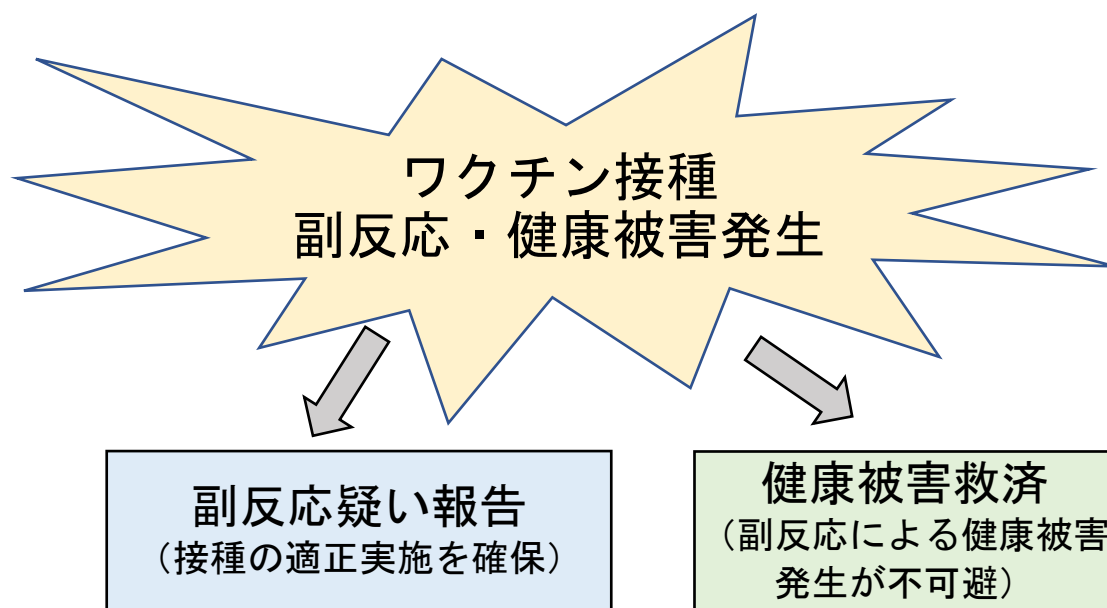 ワクチン接種
副反応・健康被害発生
副反応疑い報告
（接種の適正実施を確保）
健康被害救済
（副反応による健康被害
発生が不可避）